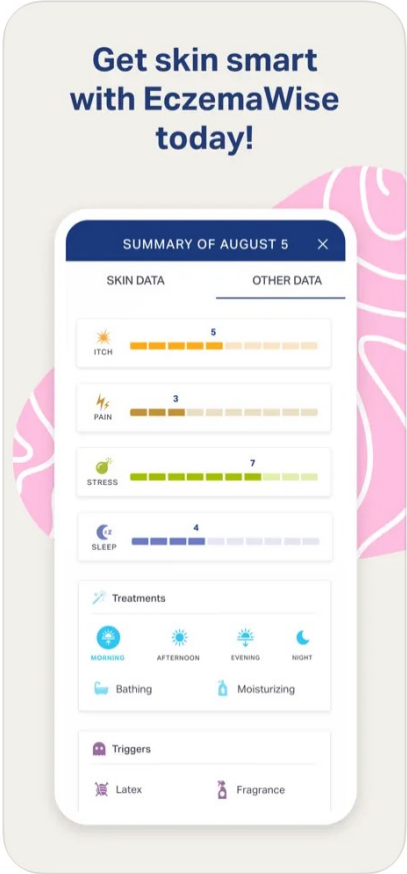 Get skin smart
with EczemaWise
today!
SUMMARY OF AUGUST 5 ×
SKIN DATA OTHER DATA
5
ITCH
3
PAIN
7
STRESS
4
SLEEP
Treatments
MORNING AFTERNOON EVENING NIGHT
Bathing Moisturizing
Triggers
Latex Fragrance